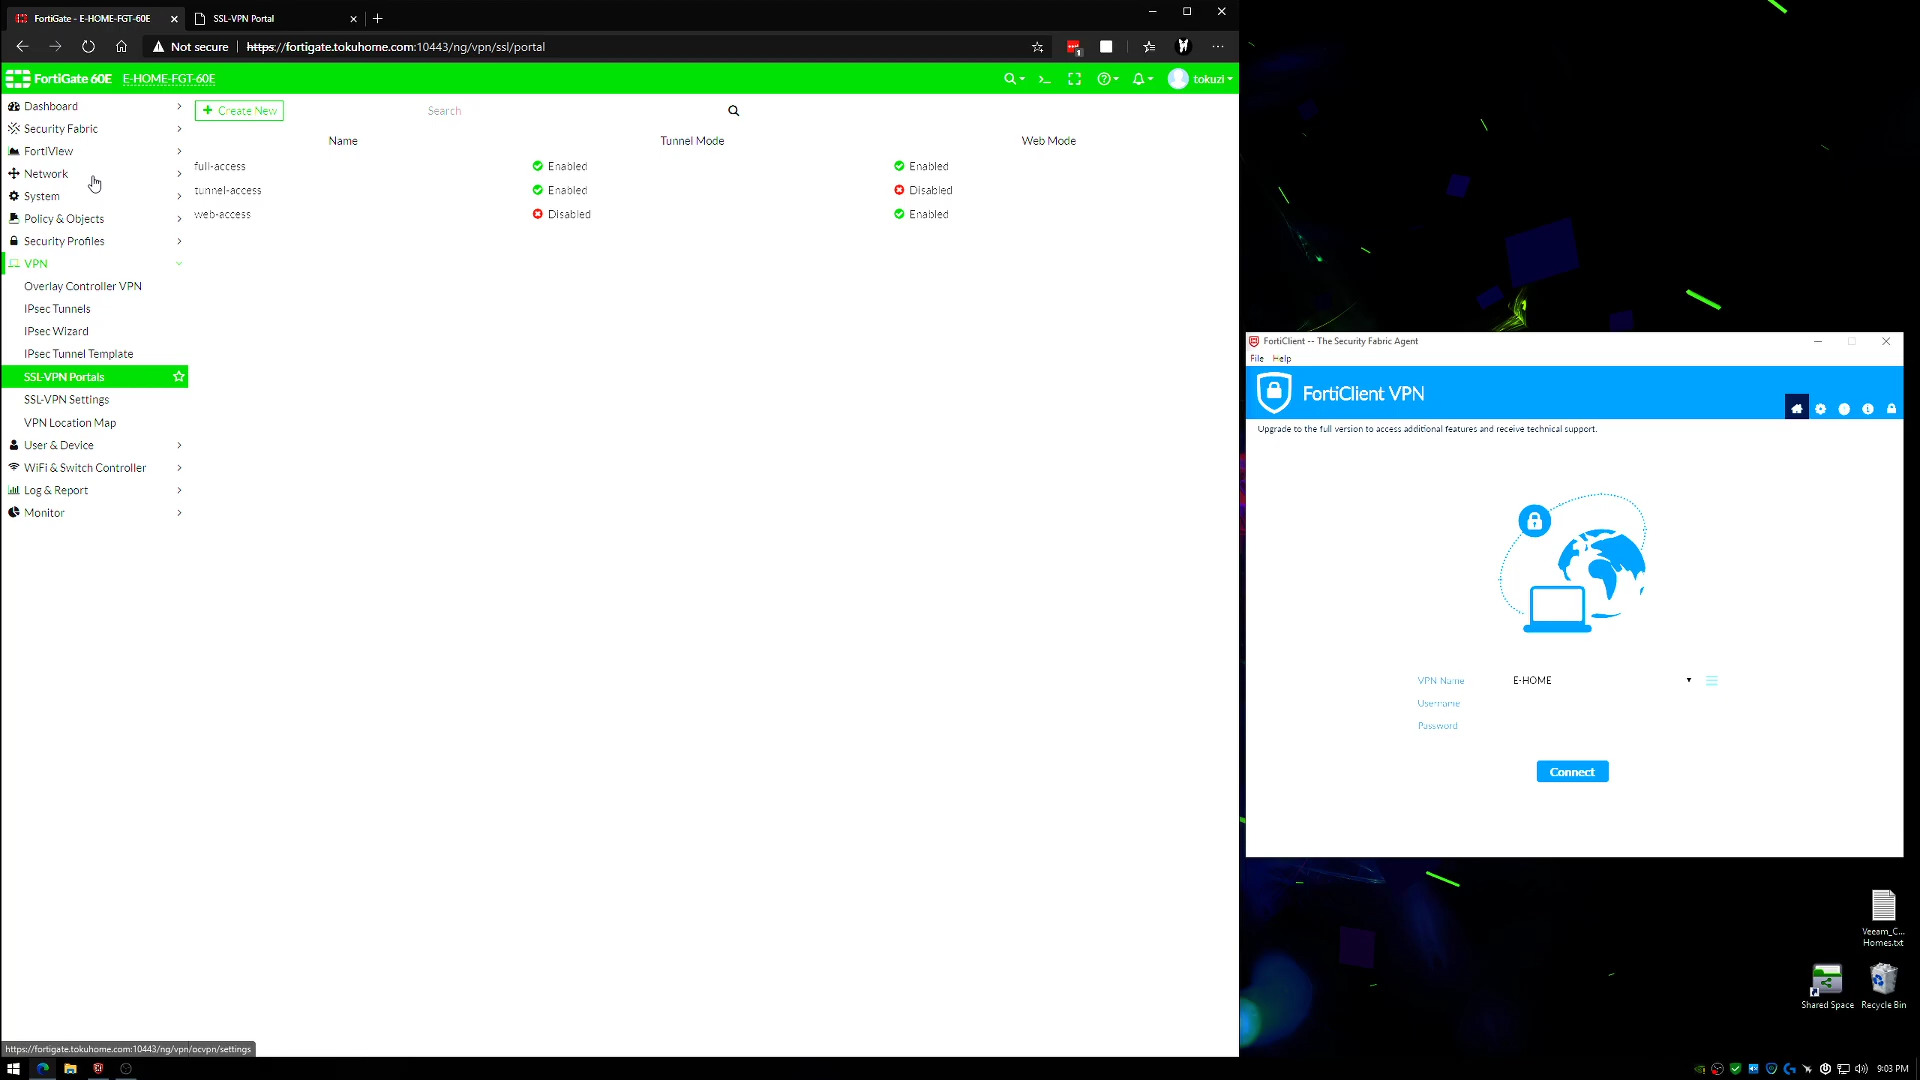 FortiGate - E-HOME-FGT-60E
SSL-VPN Portal
Not secure
https://fortigate.tokuhome.com:10443/ng/vpn/ssl/portal
1
FortiGate 60E
E-HOME-FGT-60E
tokuzi
Dashboard
Security Fabric
FortiView
Network
System
Policy & Objects
Security Profiles
VPN
Overlay Controller VPN
IPsec Tunnels
IPsec Wizard
IPsec Tunnel Template
SSL-VPN Portals
SSL-VPN Settings
VPN Location Map
User & Device
WiFi & Switch Controller
Log & Report
Monitor
+ Create New
Search
Name Tunnel Mode Web Mode
full-access Enabled Enabled
tunnel-access Enabled Disabled
web-access Disabled Enabled
https://fortigate.tokuhome.com:10443/ng/vpn/ocvpn/settings
FortiClient -- The Security Fabric Agent
File Help
FortiClient VPN
Upgrade to the full version to access additional features and receive technical support.
VPN Name E-HOME
Username
Password
Connect
Veeam_C...
Homes.txt
Shared Space
Recycle Bin
9:03 PM